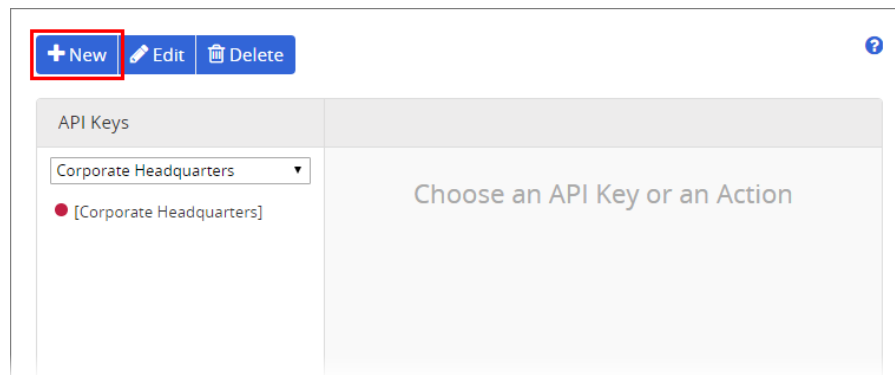 New Edit Delete
?
API Keys
Corporate Headquarters
[Corporate Headquarters]
Choose an API Key or an Action